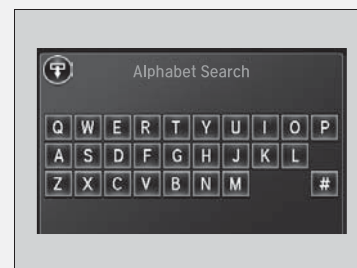 Alphabet Search
Q W E R T Y U I O P
A S D F G H J K L
Z X C V B N M #